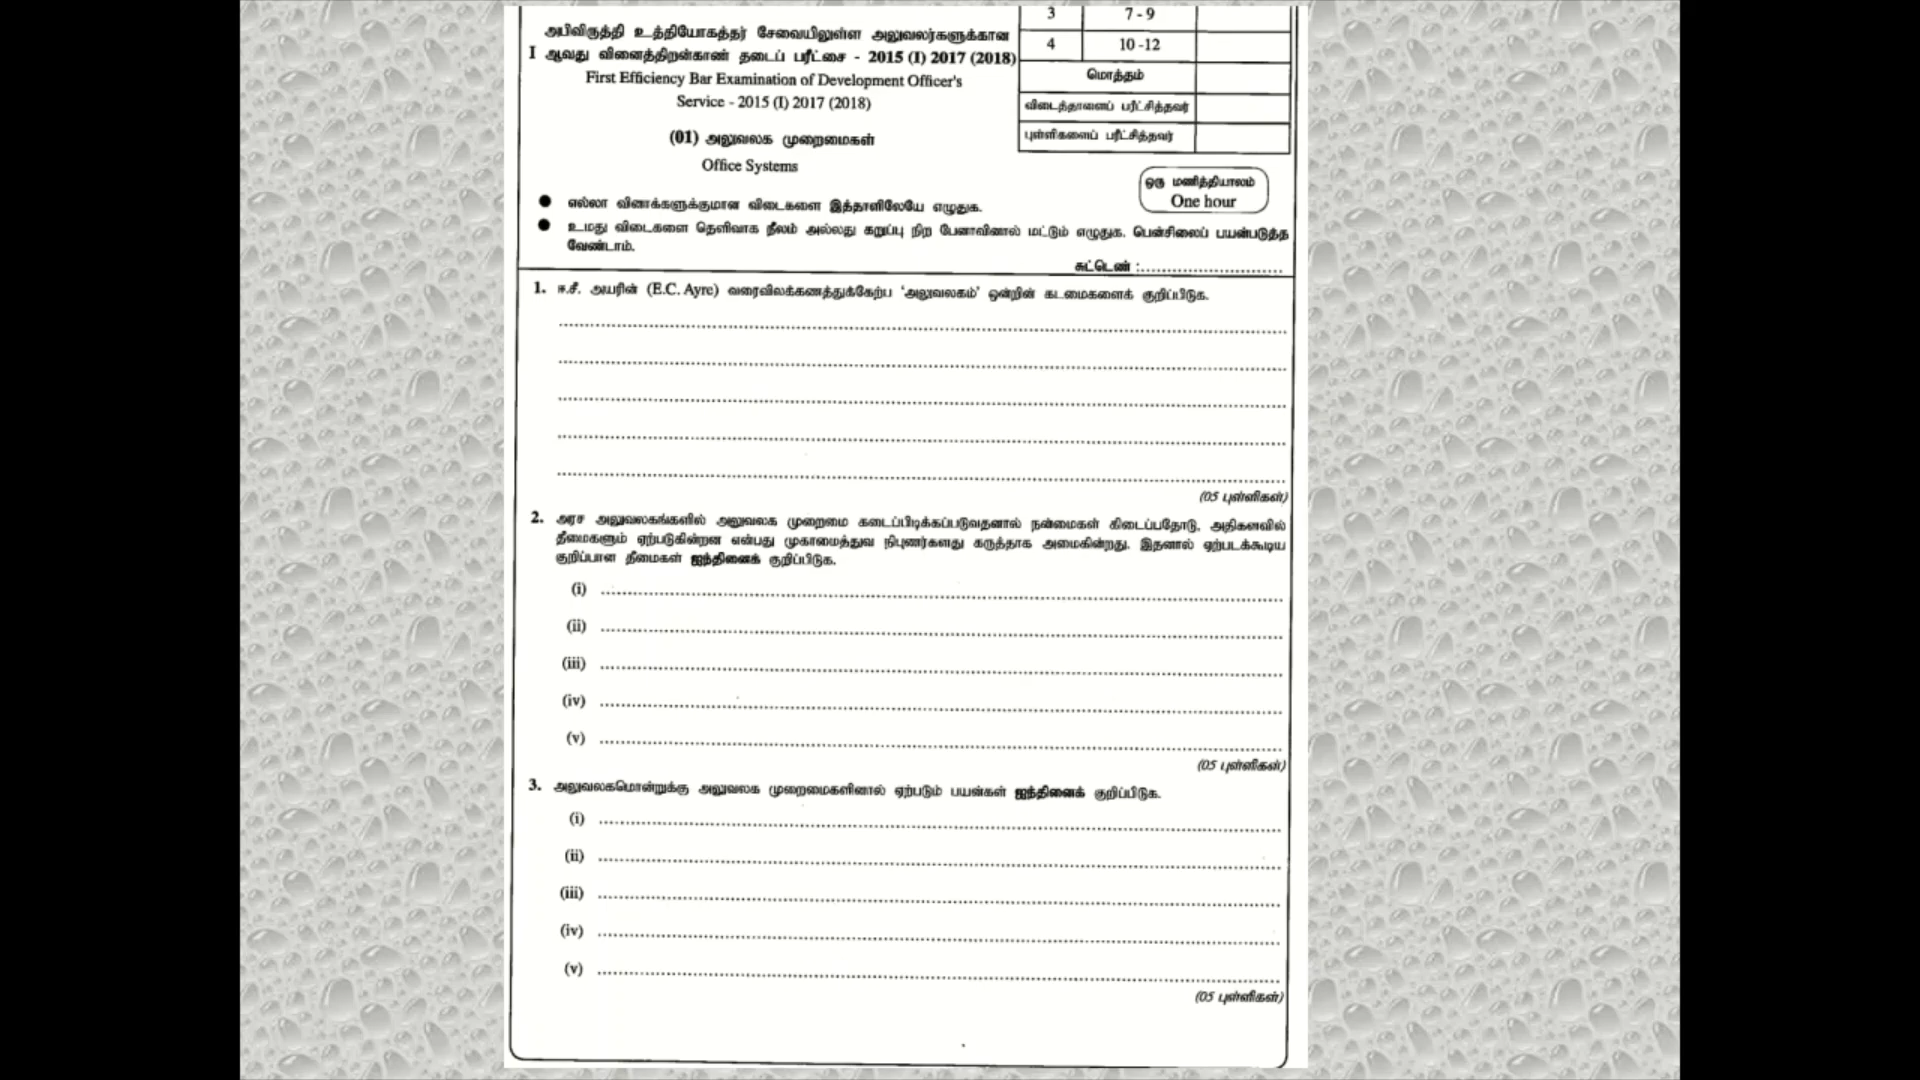 3 7 - 9
அபிவிருத்தி உத்தியோகத்தர் சேவையிலுள்ள அலுவலர்களுக்கான
4 10 -12
I ஆவது வினைத்திறன்காண் தடைப் பரீட்சை - 2015 (I) 2017 (2018)
மொத்தம்
First Efficiency Bar Examination of Development Officer's
Service - 2015 (I) 2017 (2018)
விடைத்தாளைப் பரீட்சித்தவர்
புள்ளிகளைப் பரீட்சித்தவர்
(01) அலுவலக முறைமைகள்
Office Systems
ஒரு மணித்தியாலம்
One hour
● எல்லா வினாக்களுக்குமான விடைகளை இத்தாளிலேயே எழுதுக.
● உமது விடைகளை தெளிவாக நீலம் அல்லது கறுப்பு நிற பேனாவினால் மட்டும் எழுதுக. பென்சிலைப் பயன்படுத்த
வேண்டாம்.
சுட்டெண் :..............................
1. ஈ.சீ. அயரின் (E.C. Ayre) வரைவிலக்கணத்துக்கேற்ப ‘அலுவலகம்’ ஒன்றின் கடமைகளைக் குறிப்பிடுக.
(05 புள்ளிகள்)
2. அரச அலுவலகங்களில் அலுவலக முறைமை கடைப்பிடிக்கப்படுவதனால் நன்மைகள் கிடைப்பதோடு, அதிகளவில்
தீமைகளும் ஏற்படுகின்றன என்பது முகாமைத்துவ நிபுணர்களது கருத்தாக அமைகின்றது. இதனால் ஏற்படக்கூடிய
குறிப்பான தீமைகள் ஐந்தினைக் குறிப்பிடுக.
(i)
(ii)
(iii)
(iv)
(v)
(05 புள்ளிகள்)
3. அலுவலகமொன்றுக்கு அலுவலக முறைமைகளினால் ஏற்படும் பயன்கள் ஐந்தினைக் குறிப்பிடுக.
(i)
(ii)
(iii)
(iv)
(v)
(05 புள்ளிகள்)